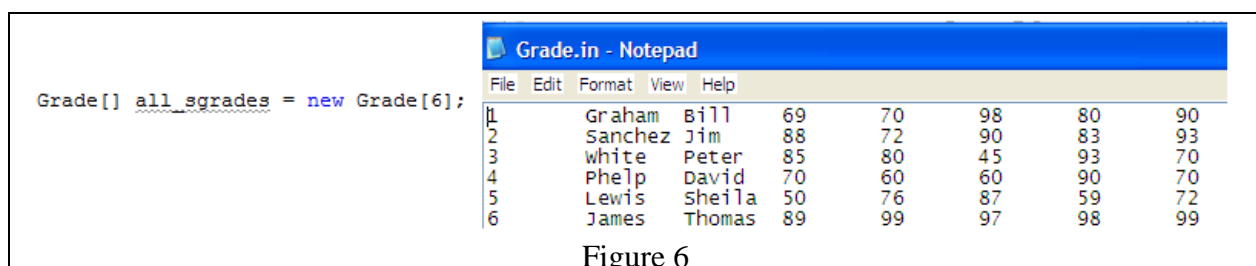 Grade[] all_sgrades = new Grade[6];
Grade.in - Notepad
File Edit Format View Help
1 Graham Bill 69 70 98 80 90
2 Sanchez Jim 88 72 90 83 93
3 White Peter 85 80 45 93 70
4 Phelp David 70 60 60 90 70
5 Lewis Sheila 50 76 87 59 72
6 James Thomas 89 99 97 98 99
Figure 6